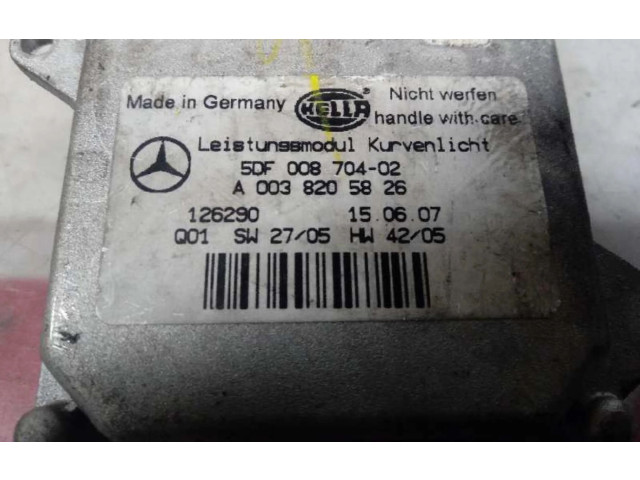 Made in Germany HELLA Nicht werfen
handle with care
Leistungsmodul Kurvenlicht
5DF 008 704-02
A 003 820 58 26
126290 15.06.07
Q01 SW 27/05 HW 42/05